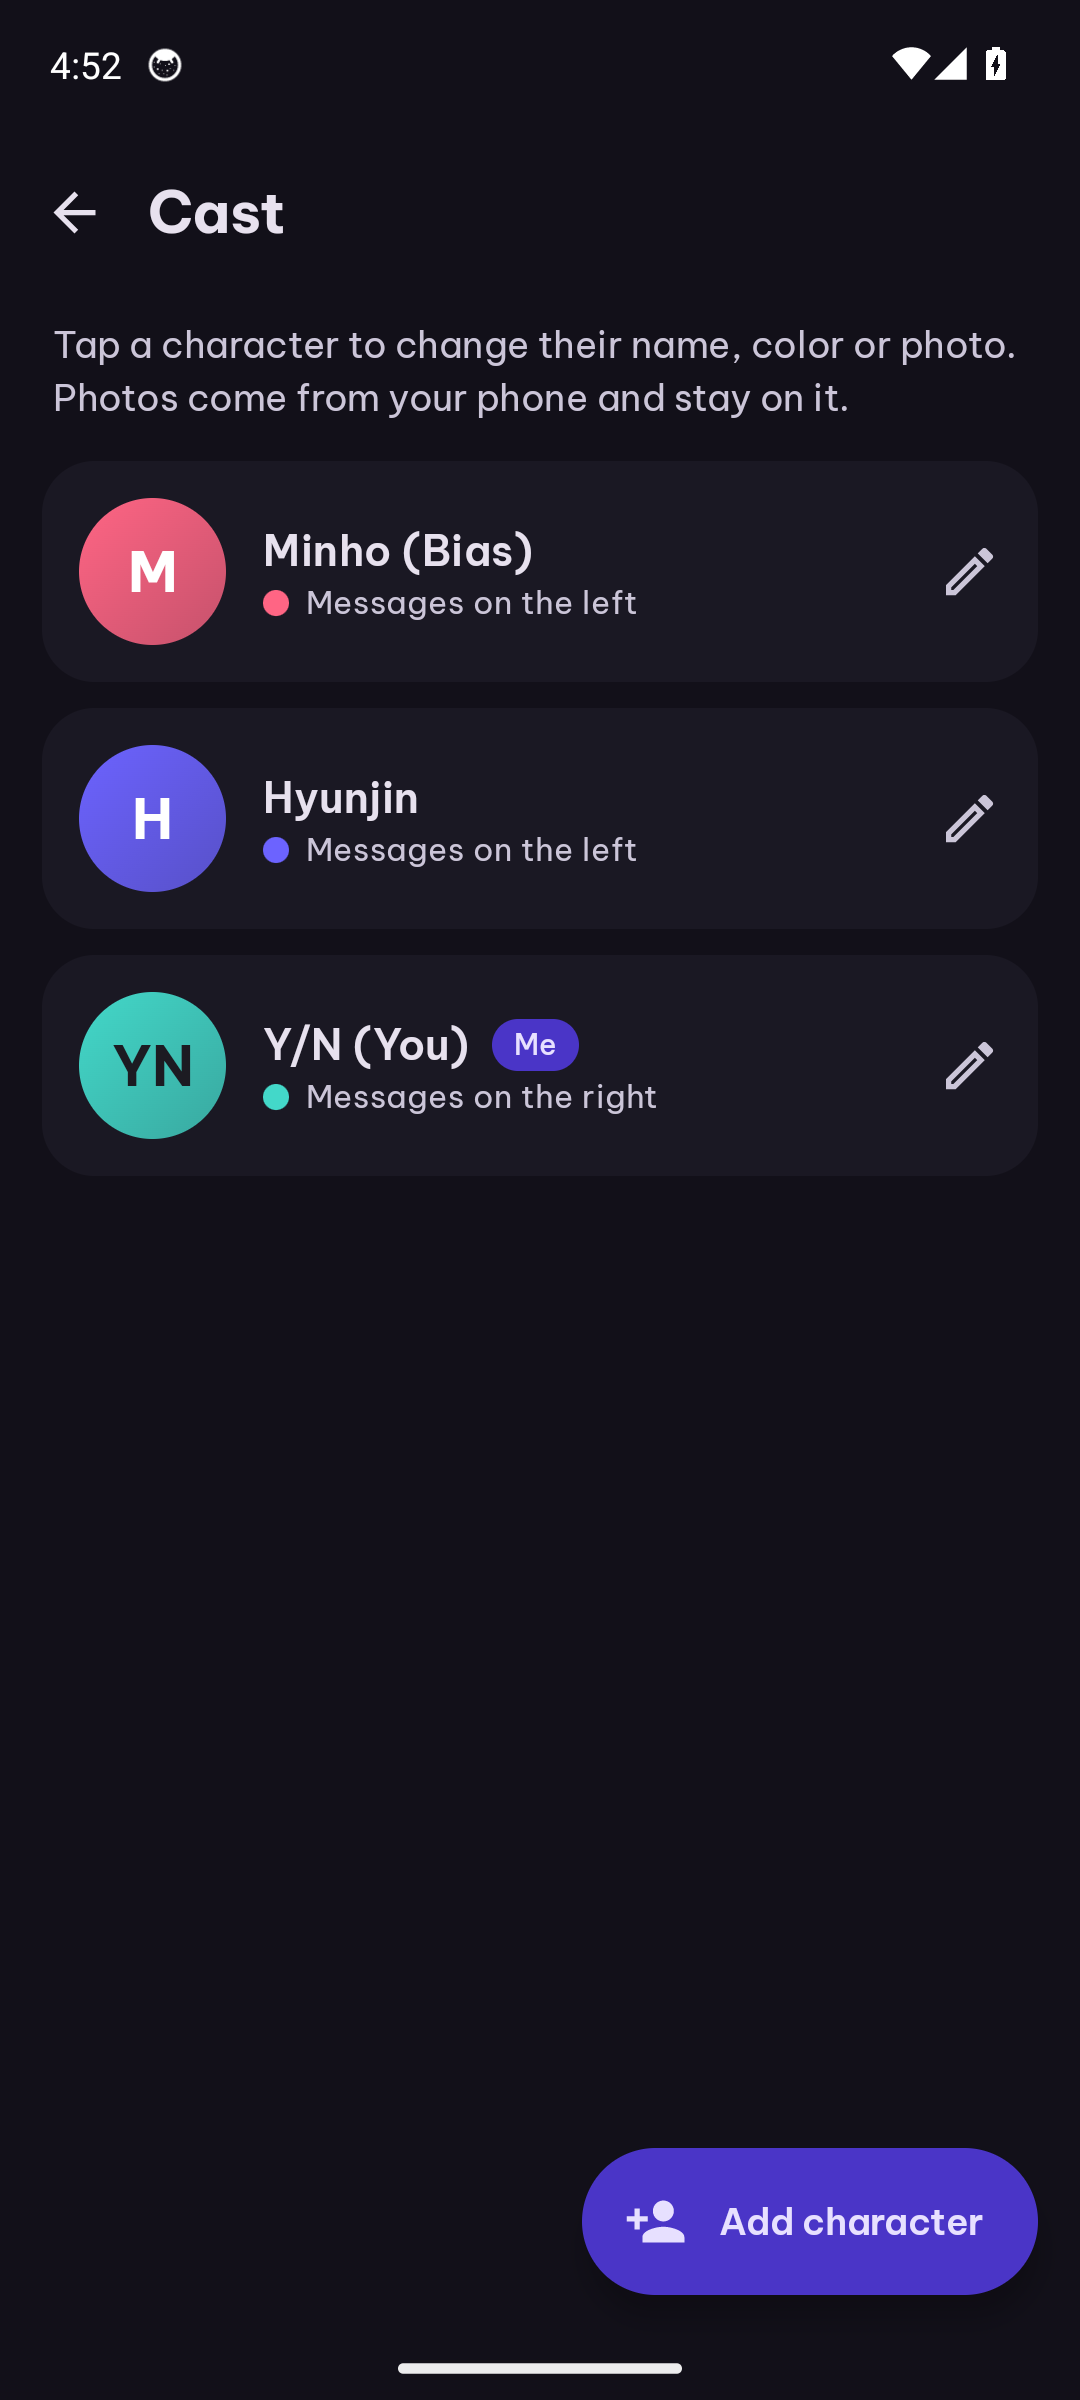 4:52
Cast
Tap a character to change their name, color or photo.
Photos come from your phone and stay on it.
M
Minho (Bias)
Messages on the left
H
Hyunjin
Messages on the left
YN
Y/N (You) Me
Messages on the right
Add character